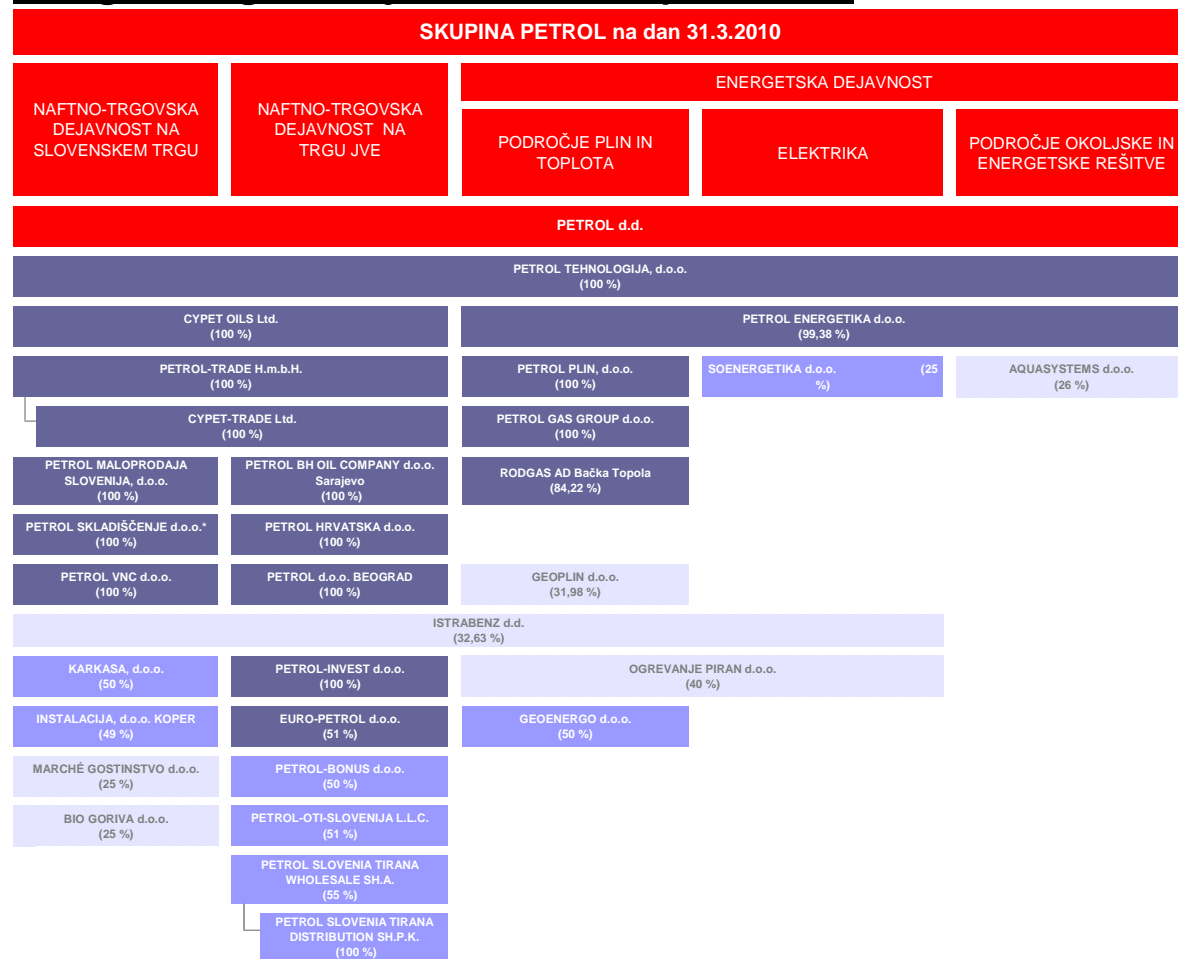 SKUPINA PETROL na dan 31.3.2010
NAFTNO-TRGOVSKA
DEJAVNOST NA
SLOVENSKEM TRGU
NAFTNO-TRGOVSKA
DEJAVNOST NA
TRGU JVE
ENERGETSKA DEJAVNOST
PODROČJE PLIN IN
TOPLOTA
ELEKTRIKA
PODROČJE OKOLJSKE IN
ENERGETSKE REŠITVE
PETROL d.d.
PETROL TEHNOLOGIJA, d.o.o.
(100 %)
CYPET OILS Ltd.
(100 %)
PETROL ENERGETIKA d.o.o.
(99,38 %)
PETROL-TRADE H.m.b.H.
(100 %)
PETROL PLIN, d.o.o.
(100 %)
SOENERGETIKA d.o.o. (25
%)
AQUASYSTEMS d.o.o.
(26 %)
CYPET-TRADE Ltd.
(100 %)
PETROL GAS GROUP d.o.o.
(100 %)
PETROL MALOPRODAJA
SLOVENIJA, d.o.o.
(100 %)
PETROL BH OIL COMPANY d.o.o.
Sarajevo
(100 %)
RODGAS AD Bačka Topola
(84,22 %)
PETROL SKLADIŠČENJE d.o.o.*
(100 %)
PETROL HRVATSKA d.o.o.
(100 %)
PETROL VNC d.o.o.
(100 %)
PETROL d.o.o. BEOGRAD
(100 %)
GEOPLIN d.o.o.
(31,98 %)
ISTRABENZ d.d.
(32,63 %)
KARKASA, d.o.o.
(50 %)
PETROL-INVEST d.o.o.
(100 %)
OGREVANJE PIRAN d.o.o.
(40 %)
INSTALACIJA, d.o.o. KOPER
(49 %)
EURO-PETROL d.o.o.
(51 %)
GEOENERGO d.o.o.
(50 %)
MARCHÉ GOSTINSTVO d.o.o.
(25 %)
PETROL-BONUS d.o.o.
(50 %)
BIO GORIVA d.o.o.
(25 %)
PETROL-OTI-SLOVENIJA L.L.C.
(51 %)
PETROL SLOVENIA TIRANA
WHOLESALE SH.A.
(55 %)
PETROL SLOVENIA TIRANA
DISTRIBUTION SH.P.K.
(100 %)